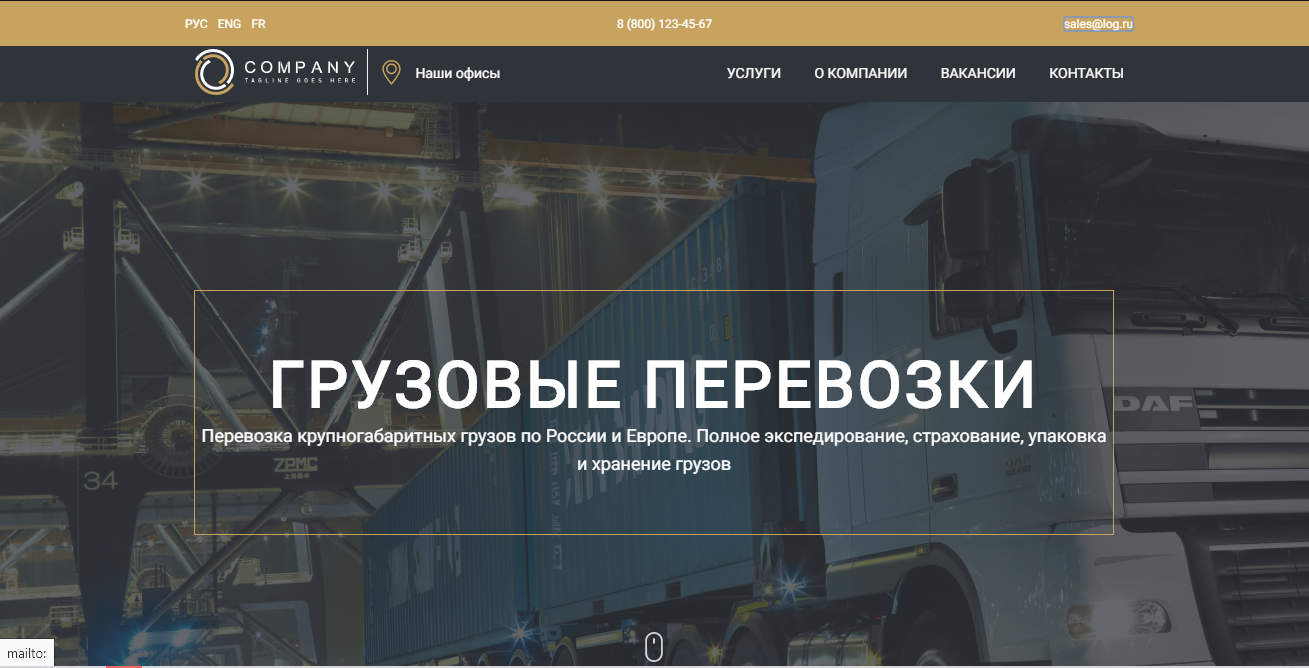 РУС ENG FR
8 (800) 123-45-67
sales@log.ru
COMPANY
TAGLINE GOES HERE
Наши офисы
УСЛУГИ О КОМПАНИИ ВАКАНСИИ КОНТАКТЫ
ГРУЗОВЫЕ ПЕРЕВОЗКИ
Перевозка крупногабаритных грузов по России и Европе. Полное экспедирование, страхование, упаковка
и хранение грузов
DAF
ZPMC
34
mailto: